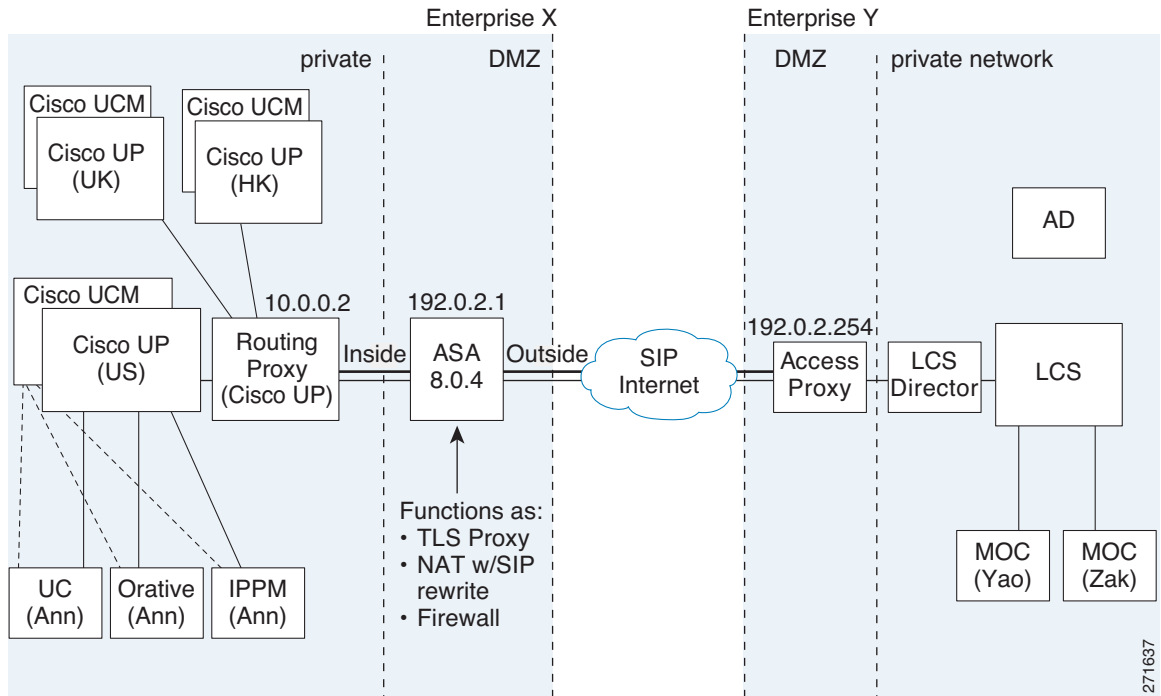 Enterprise X
Enterprise Y
private
DMZ
DMZ
private network
Cisco UCM
Cisco UP
(UK)
Cisco UCM
Cisco UP
(HK)
AD
Cisco UCM
Cisco UP
(US)
10.0.0.2
Routing
Proxy
(Cisco UP)
Inside
192.0.2.1
ASA
8.0.4
Outside
SIP
Internet
192.0.2.254
Access
Proxy
LCS
Director
LCS
Functions as:
• TLS Proxy
• NAT w/SIP
rewrite
• Firewall
UC
(Ann)
Orative
(Ann)
IPPM
(Ann)
MOC
(Yao)
MOC
(Zak)
271637